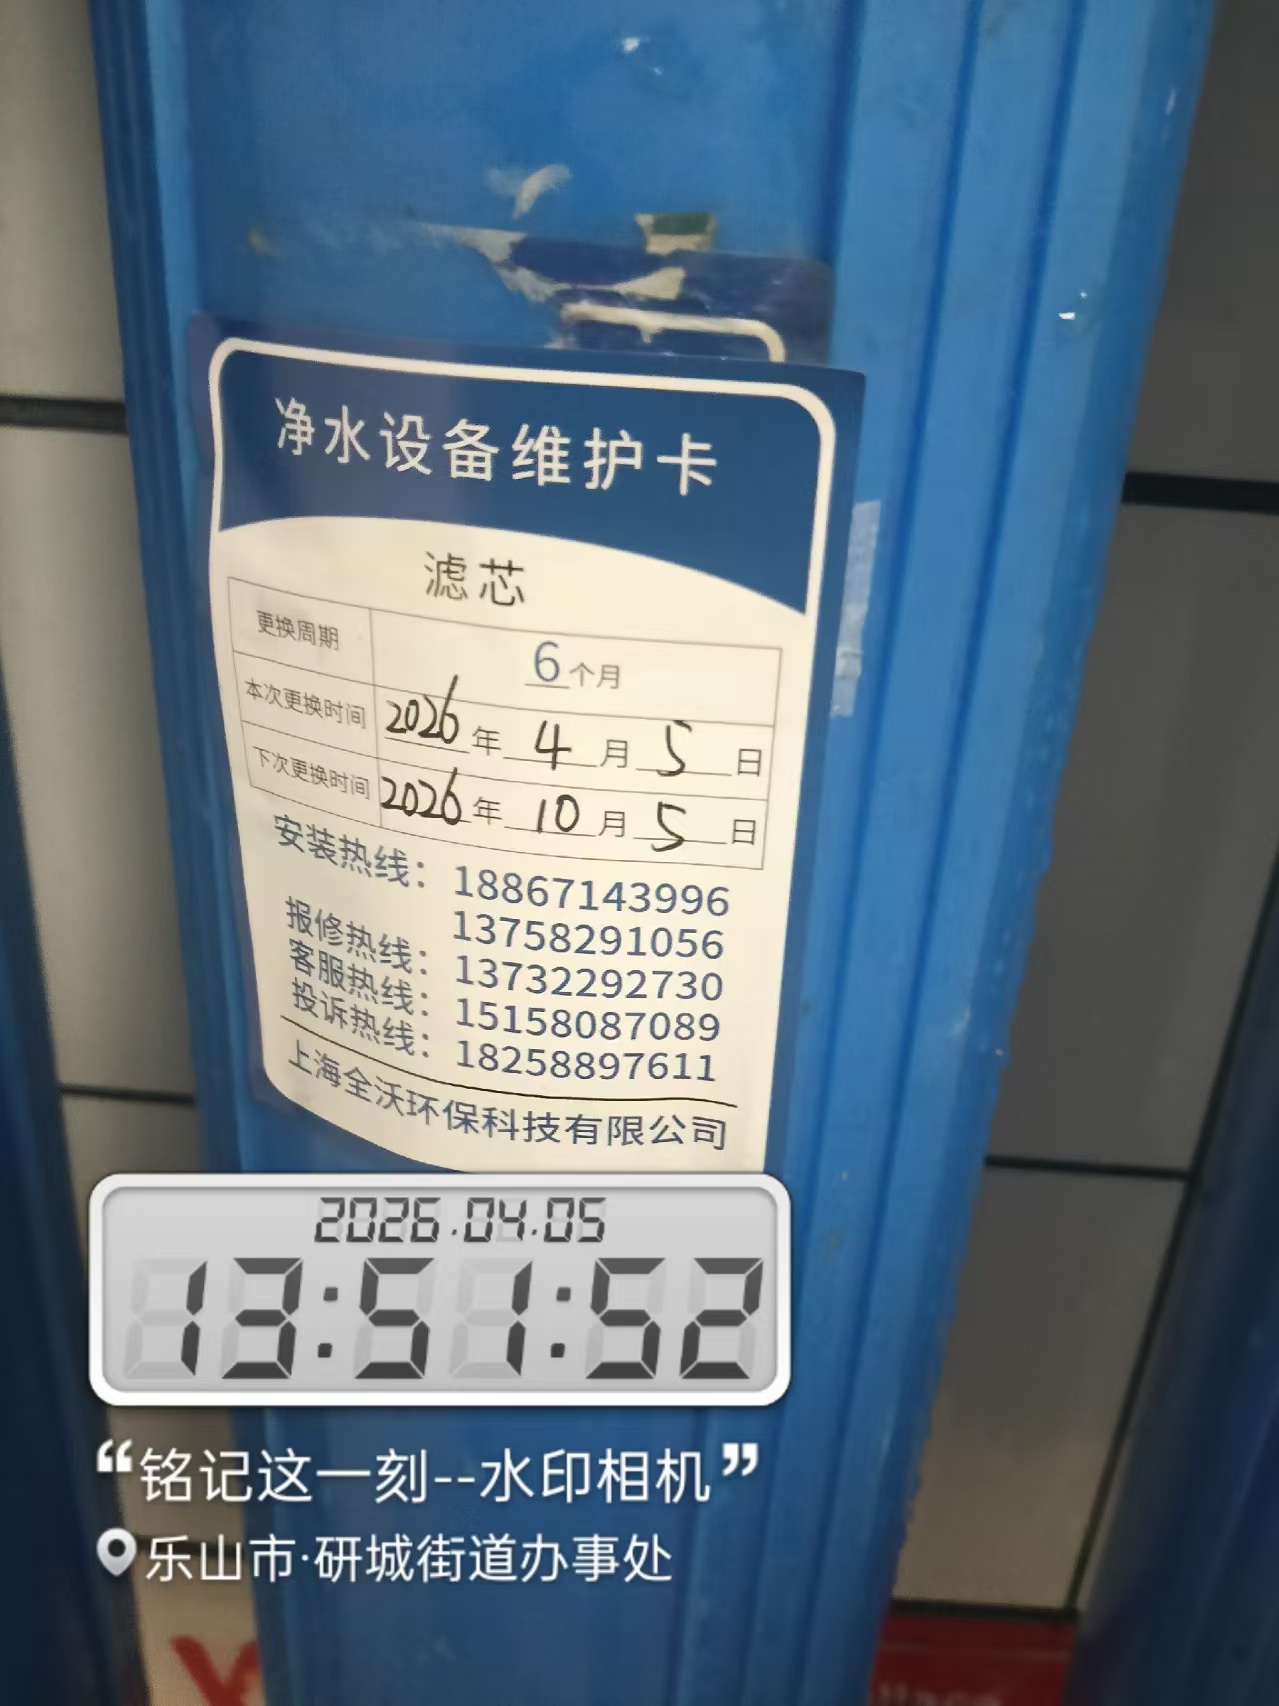 净水设备维护卡
滤芯
更换周期 6个月
本次更换时间 2026年4月5日
下次更换时间 2026年10月5日
安装热线：18867143996
13758291056
报修热线：13732292730
客服热线：15158087089
投诉热线：18258897611
上海全沃环保科技有限公司
2026.04.05
13:51:52
“铭记这一刻--水印相机”
乐山市·研城街道办事处